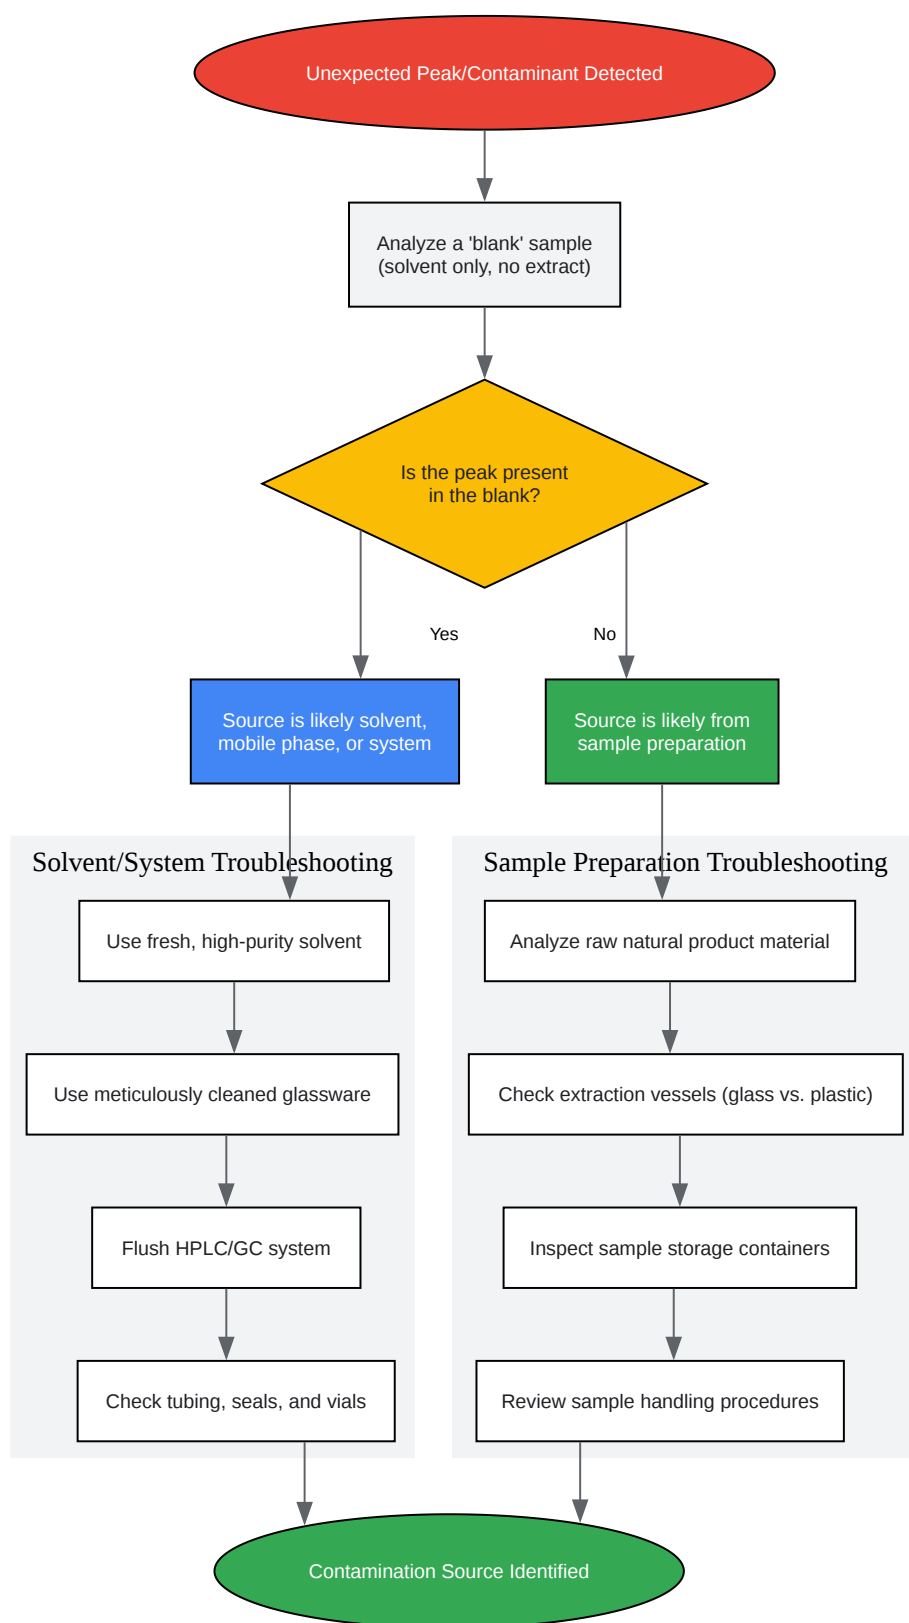 Unexpected Peak/Contaminant Detected
Analyze a 'blank' sample
(solvent only, no extract)
Is the peak present
in the blank?
Yes
No
Source is likely solvent,
mobile phase, or system
Source is likely from
sample preparation
Solvent/System Troubleshooting
Use fresh, high-purity solvent
Use meticulously cleaned glassware
Flush HPLC/GC system
Check tubing, seals, and vials
Sample Preparation Troubleshooting
Analyze raw natural product material
Check extraction vessels (glass vs. plastic)
Inspect sample storage containers
Review sample handling procedures
Contamination Source Identified